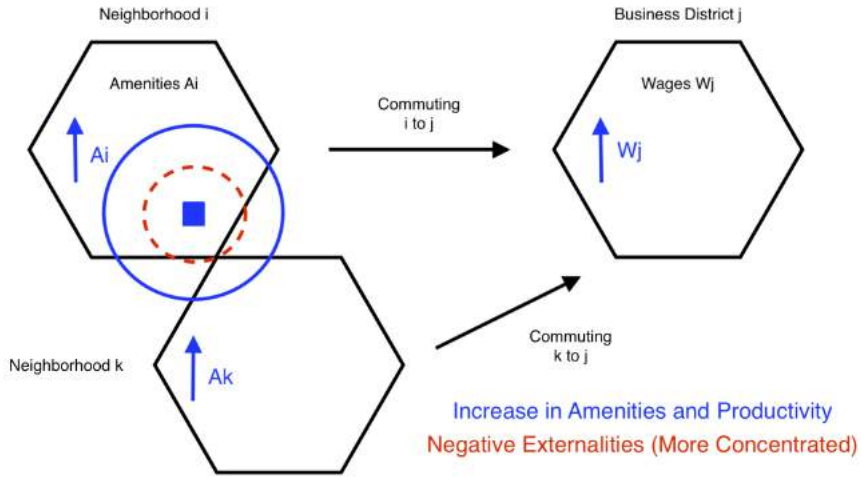 Neighborhood i
Business District j
Amenities Ai
Wages Wj
Commuting
i to j
Ai
Wj
Neighborhood k
Ak
Commuting
k to j
Increase in Amenities and Productivity
Negative Externalities (More Concentrated)